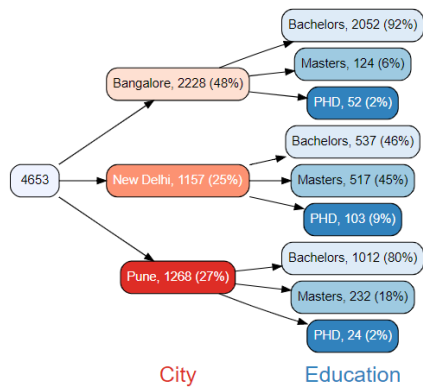 Bachelors, 2052 (92%)
Masters, 124 (6%)
Bangalore, 2228 (48%)
PHD, 52 (2%)
Bachelors, 537 (46%)
4653
New Delhi, 1157 (25%)
Masters, 517 (45%)
PHD, 103 (9%)
Bachelors, 1012 (80%)
Pune, 1268 (27%)
Masters, 232 (18%)
PHD, 24 (2%)
City
Education